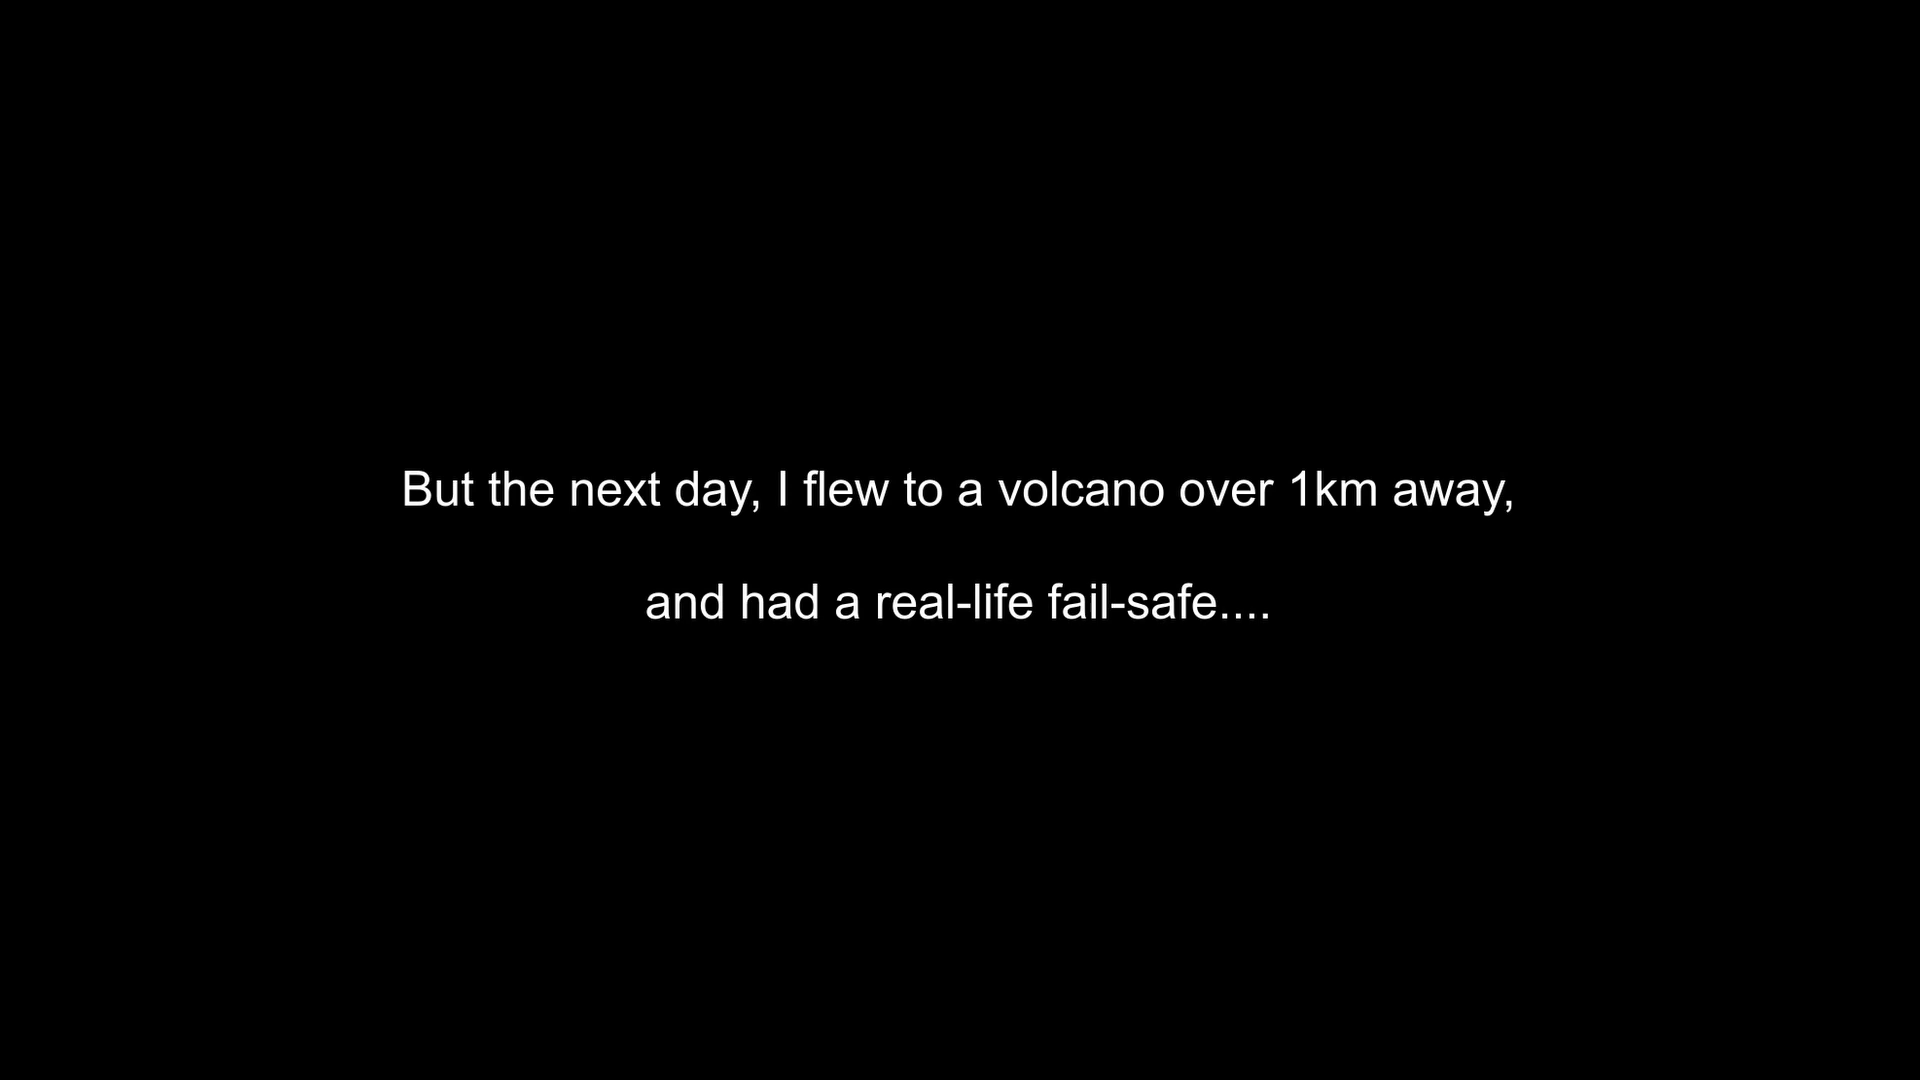 But the next day, I flew to a volcano over 1km away,
and had a real-life fail-safe....